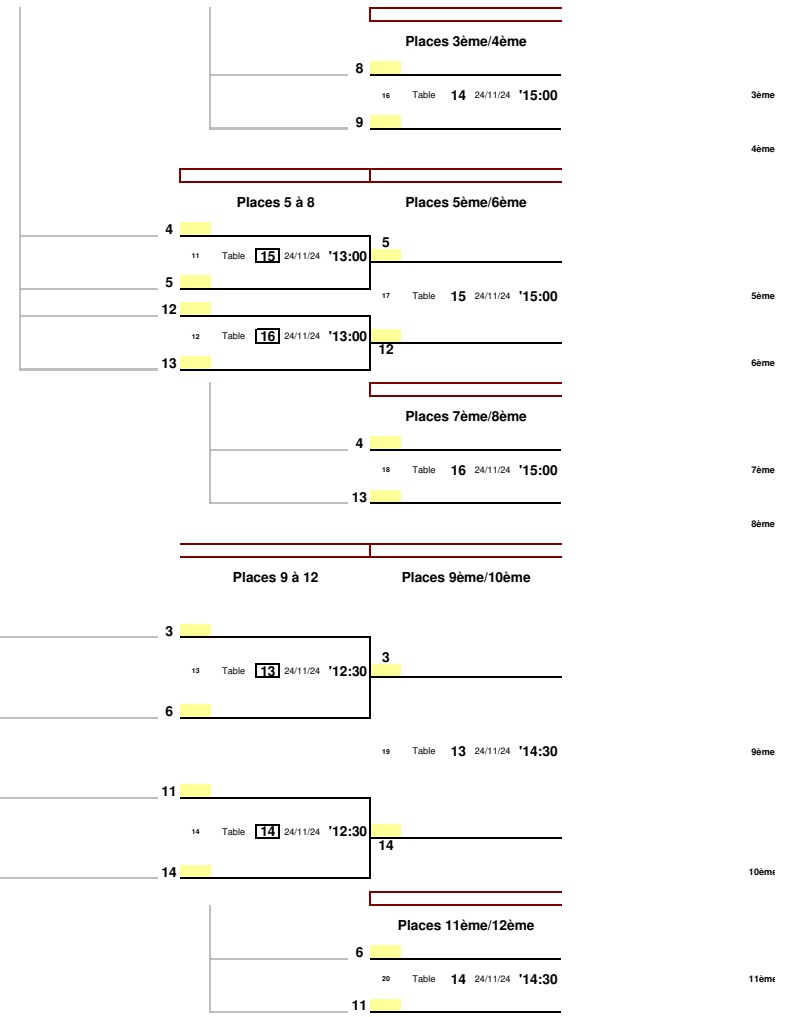 Places 3ème/4ème
8
16 Table 14 24/11/24 '15:00 3ème
9
4ème
Places 5 à 8 Places 5ème/6ème
4
5
11 Table 15 24/11/24 '13:00
5
17 Table 15 24/11/24 '15:00 5ème
12
12 Table 16 24/11/24 '13:00
12
13 6ème
Places 7ème/8ème
4
18 Table 16 24/11/24 '15:00 7ème
13
8ème
Places 9 à 12 Places 9ème/10ème
3
3
13 Table 13 24/11/24 '12:30
6
19 Table 13 24/11/24 '14:30 9ème
11
14 Table 14 24/11/24 '12:30
14
14 10ème
Places 11ème/12ème
6
20 Table 14 24/11/24 '14:30 11ème
11